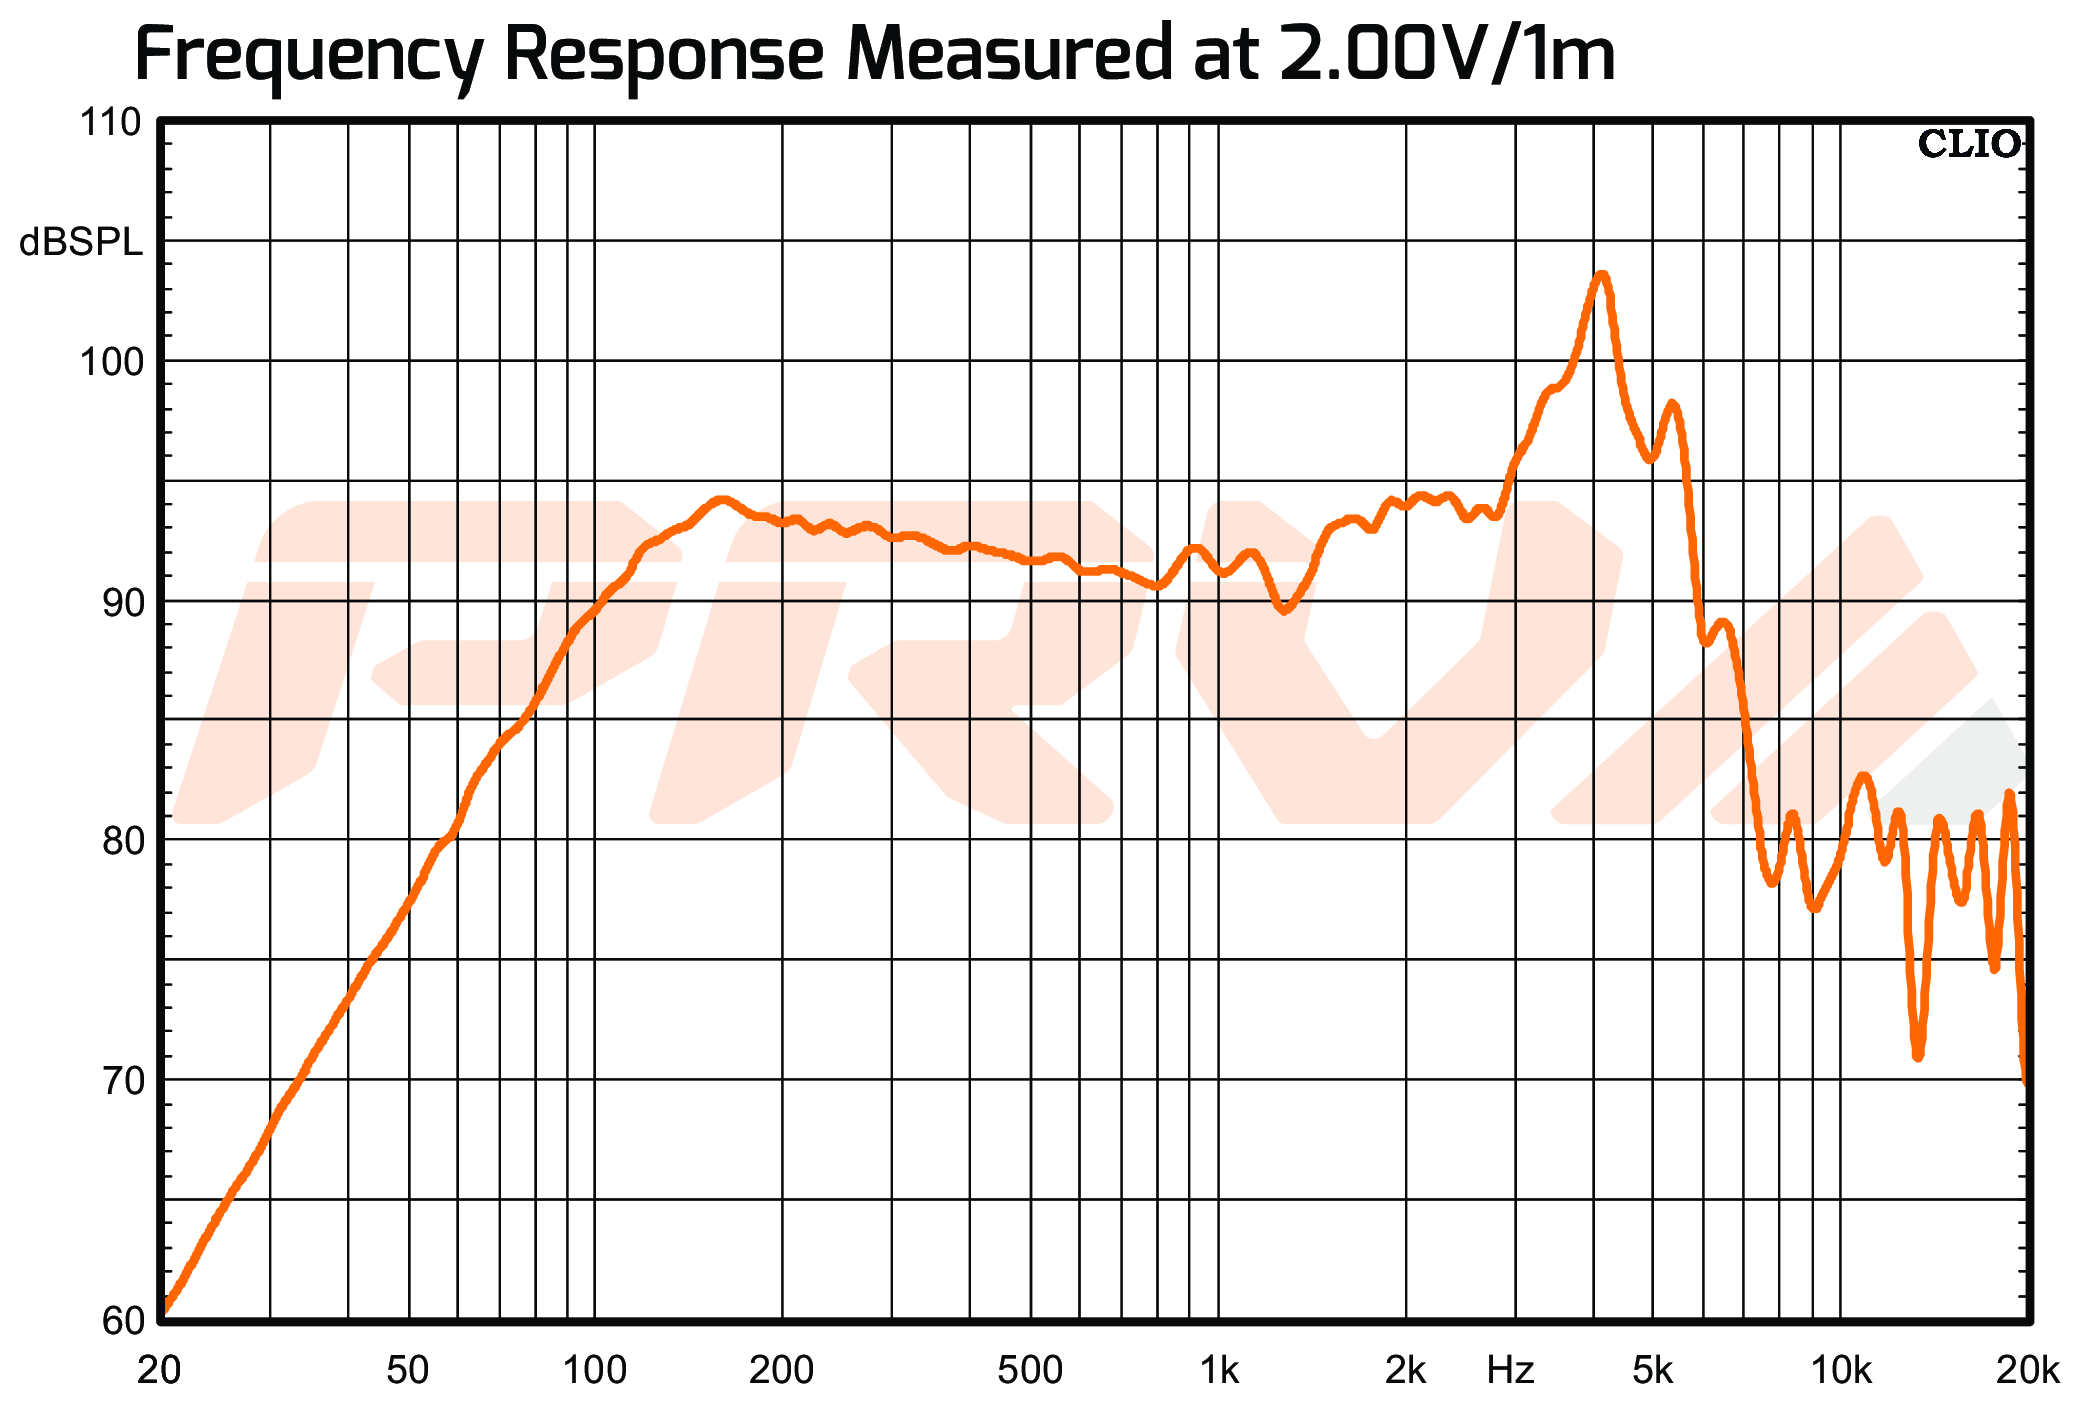 Frequency Response Measured at 2.00V/1m
110
CLIO
dBSPL
100
90
PRV
80
70
60
20 50 100 200 500 1k 2k Hz 5k 10k 20k